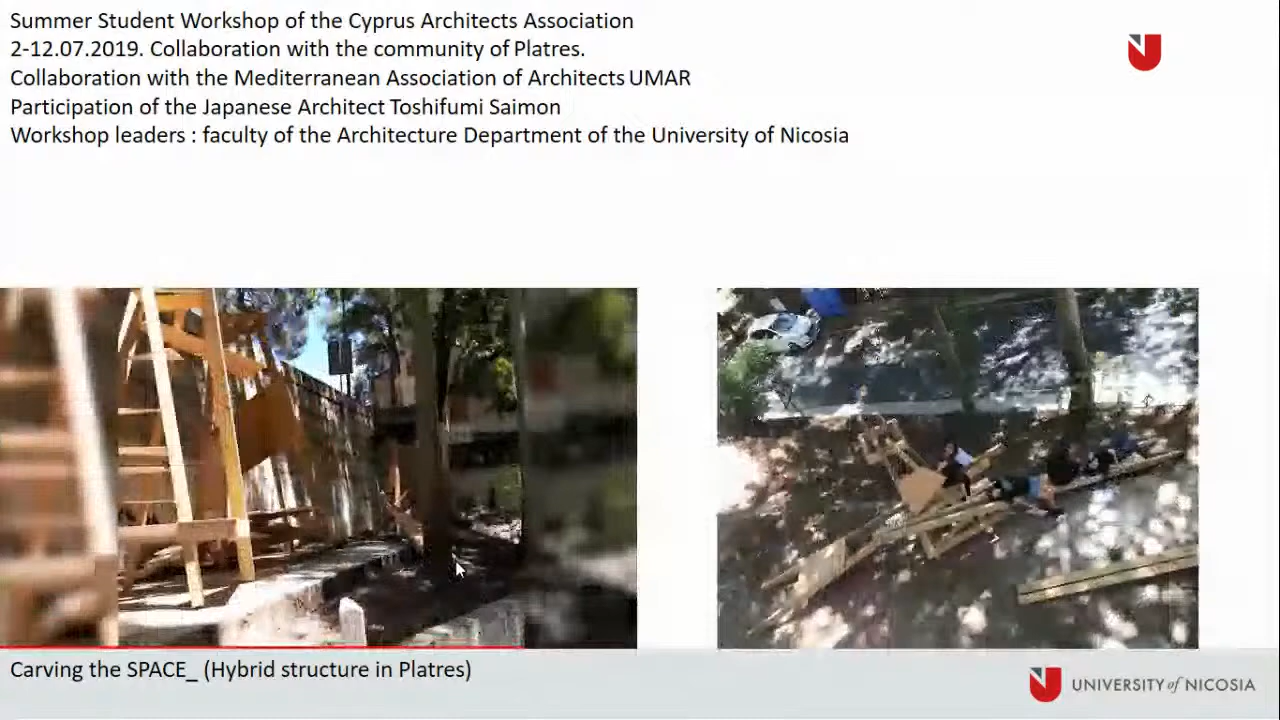 Summer Student Workshop of the Cyprus Architects Association
2-12.07.2019. Collaboration with the community of Platres.
Collaboration with the Mediterranean Association of Architects UMAR
Participation of the Japanese Architect Toshifumi Saimon
Workshop leaders : faculty of the Architecture Department of the University of Nicosia
Carving the SPACE_ (Hybrid structure in Platres)
UNIVERSITY of NICOSIA